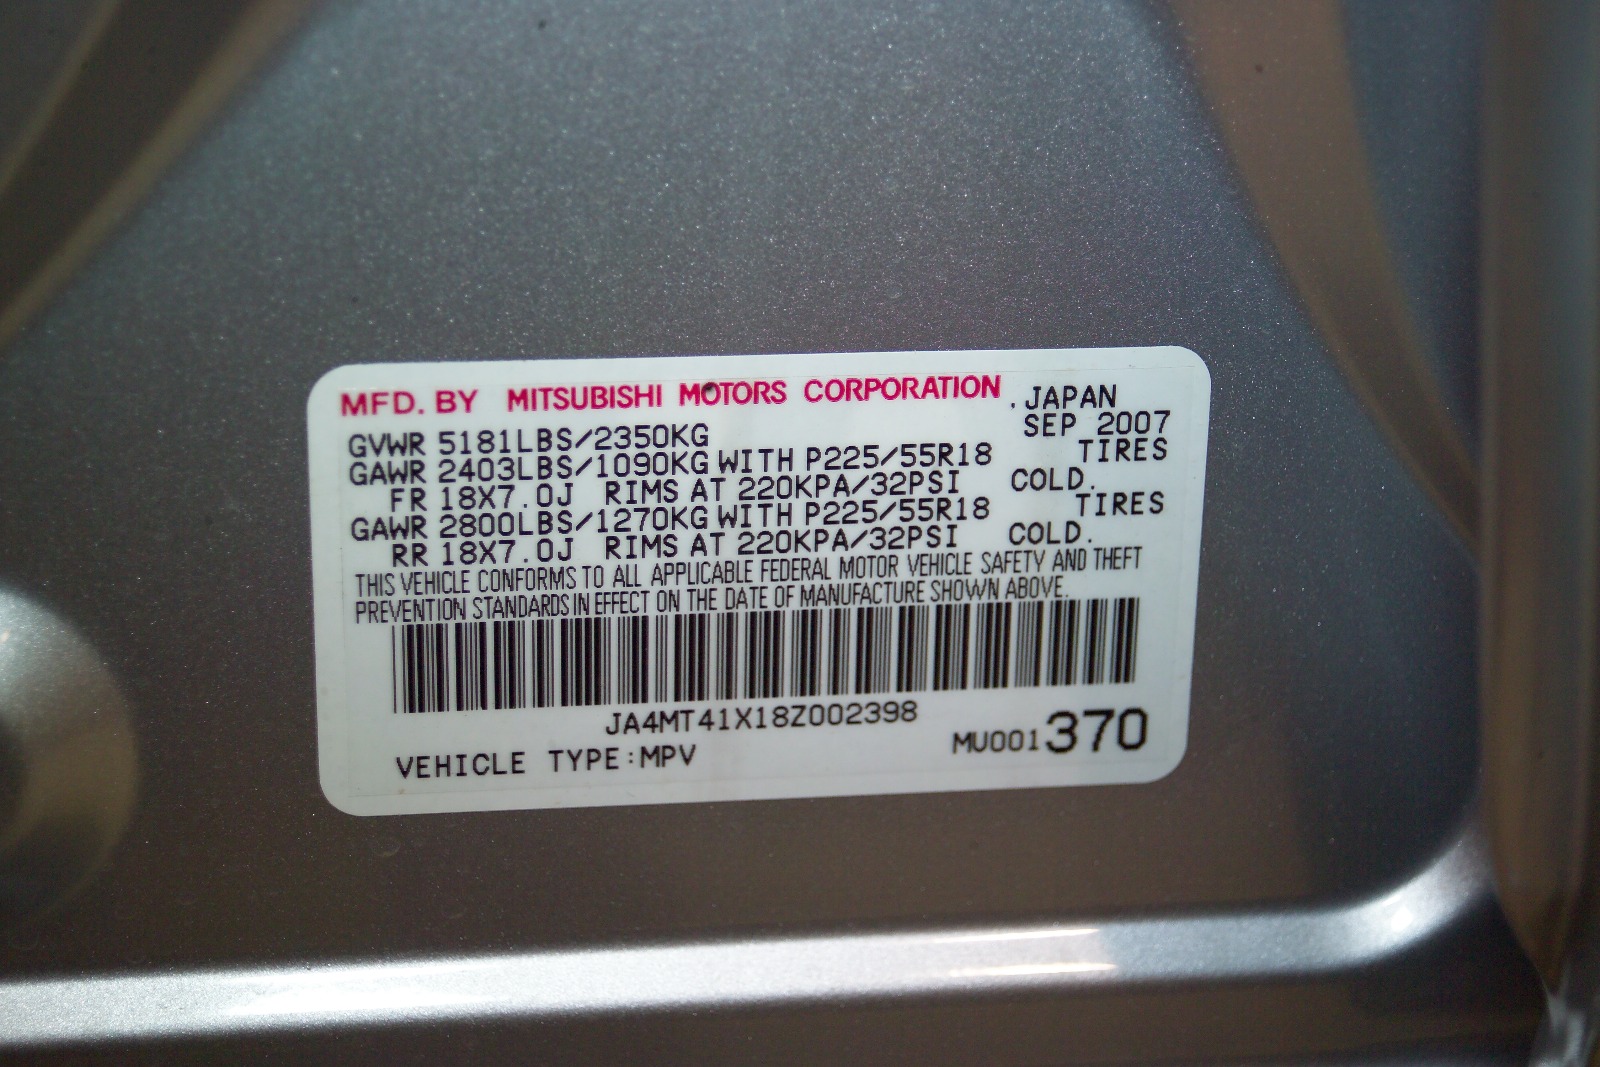 MFD. BY MITSUBISHI MOTORS CORPORATION . JAPAN
SEP 2007
GVWR 5181LBS/2350KG
GAWR 2403LBS/1090KG WITH P225/55R18 TIRES
FR 18X7.0J RIMS AT 220KPA/32PSI COLD.
GAWR 2800LBS/1270KG WITH P225/55R18 TIRES
RR 18X7.0J RIMS AT 220KPA/32PSI COLD.
THIS VEHICLE CONFORMS TO ALL APPLICABLE FEDERAL MOTOR VEHICLE SAFETY AND THEFT
PREVENTION STANDARDS IN EFFECT ON THE DATE OF MANUFACTURE SHOWN ABOVE.
JA4MT41X18Z002398
VEHICLE TYPE:MPV MU001370